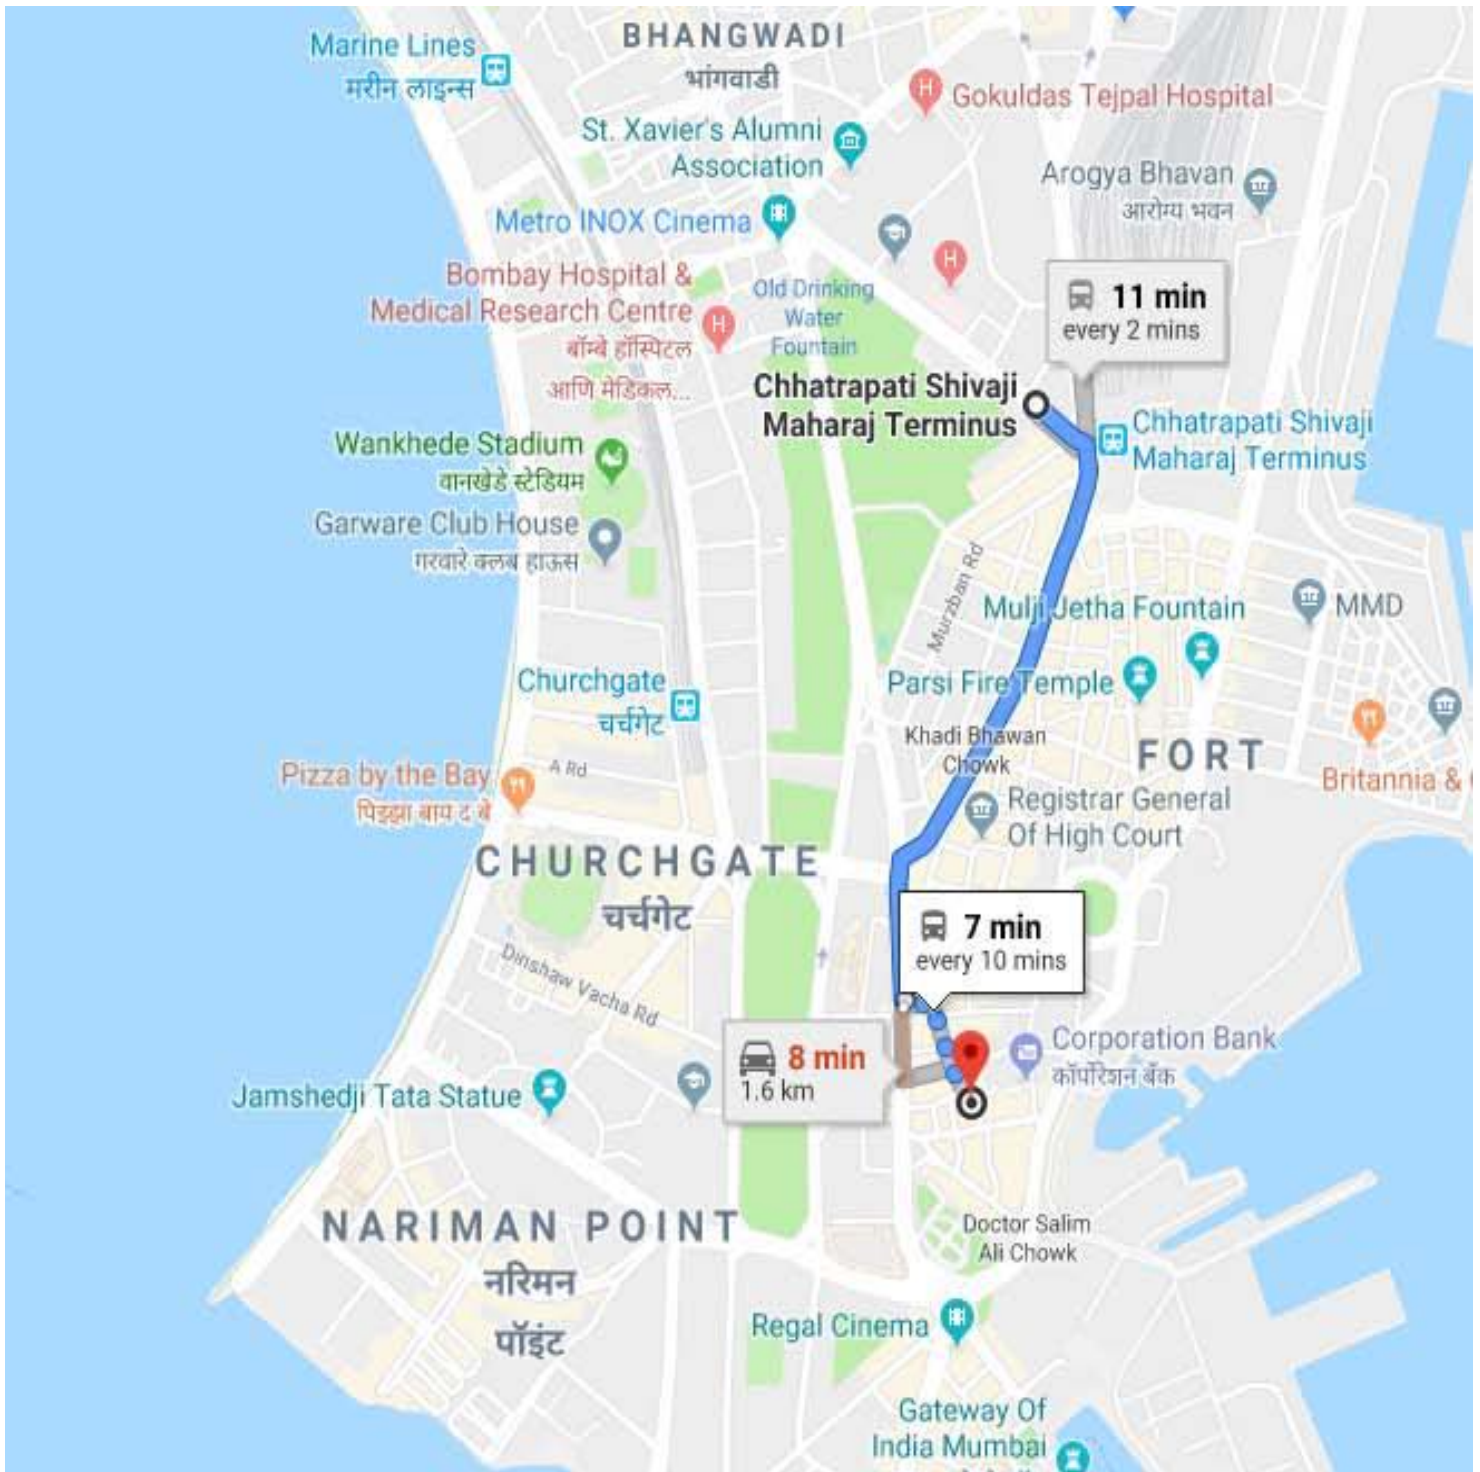 BHANGWADI
भांगवाडी
Marine Lines
मरीन लाइन्स
Gokuldas Tejpal Hospital
St. Xavier's Alumni
Association
Arogya Bhavan
आरोग्य भवन
Metro INOX Cinema
Bombay Hospital &
Medical Research Centre
बॉम्बे हॉस्पिटल
आणि मेडिकल...
Old Drinking
Water
Fountain
11 min
every 2 mins
Chhatrapati Shivaji
Maharaj Terminus
Chhatrapati Shivaji
Maharaj Terminus
Wankhede Stadium
वानखेडे स्टेडियम
Garware Club House
गरवारे क्लब हाऊस
Murzban Rd
Mulji Jetha Fountain
MMD
Parsi Fire Temple
Churchgate
चर्चगेट
Khadi Bhawan
Chowk
FORT
A Rd
Pizza by the Bay
पिझ्झा बाय द बे
Britannia &
Registrar General
Of High Court
CHURCHGATE
चर्चगेट
7 min
every 10 mins
Dinshaw Vacha Rd
8 min
1.6 km
Corporation Bank
कॉर्पोरेशन बँक
Jamshedji Tata Statue
NARIMAN POINT
नरिमन
पॉइंट
Doctor Salim
Ali Chowk
Regal Cinema
Gateway Of
India Mumbai